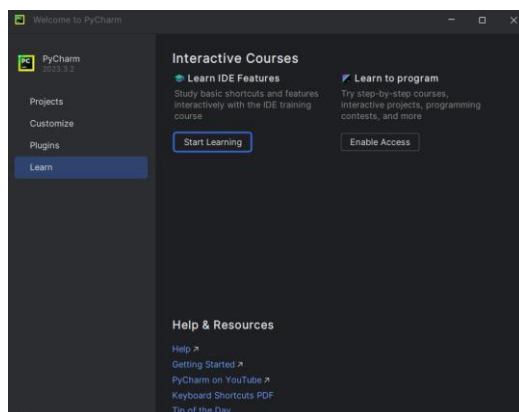 Welcome to PyCharm
PC
PyCharm
2023.3.2
Projects
Customize
Plugins
Learn
Interactive Courses
Learn IDE Features
Study basic shortcuts and features
interactively with the IDE training
course
Start Learning
Learn to program
Try step-by-step courses,
interactive projects, programming
contests, and more
Enable Access
Help & Resources
Help ↗
Getting Started ↗
PyCharm on YouTube ↗
Keyboard Shortcuts PDF
Tip of the Day